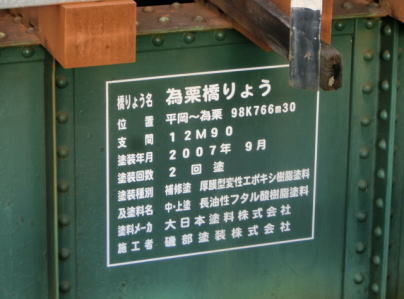 橋りょう名 為栗橋りょう
位置 平岡～為栗 98K766m30
支間 12M90
塗装年月 2007年 9月
塗装回数 2回塗
塗装種別 補修塗 厚膜型変性エポキシ樹脂塗料
及塗料名 中・上塗 長油性フタル酸樹脂塗料
塗料メーカ 大日本塗料株式会社
施工者 磯部塗装株式会社